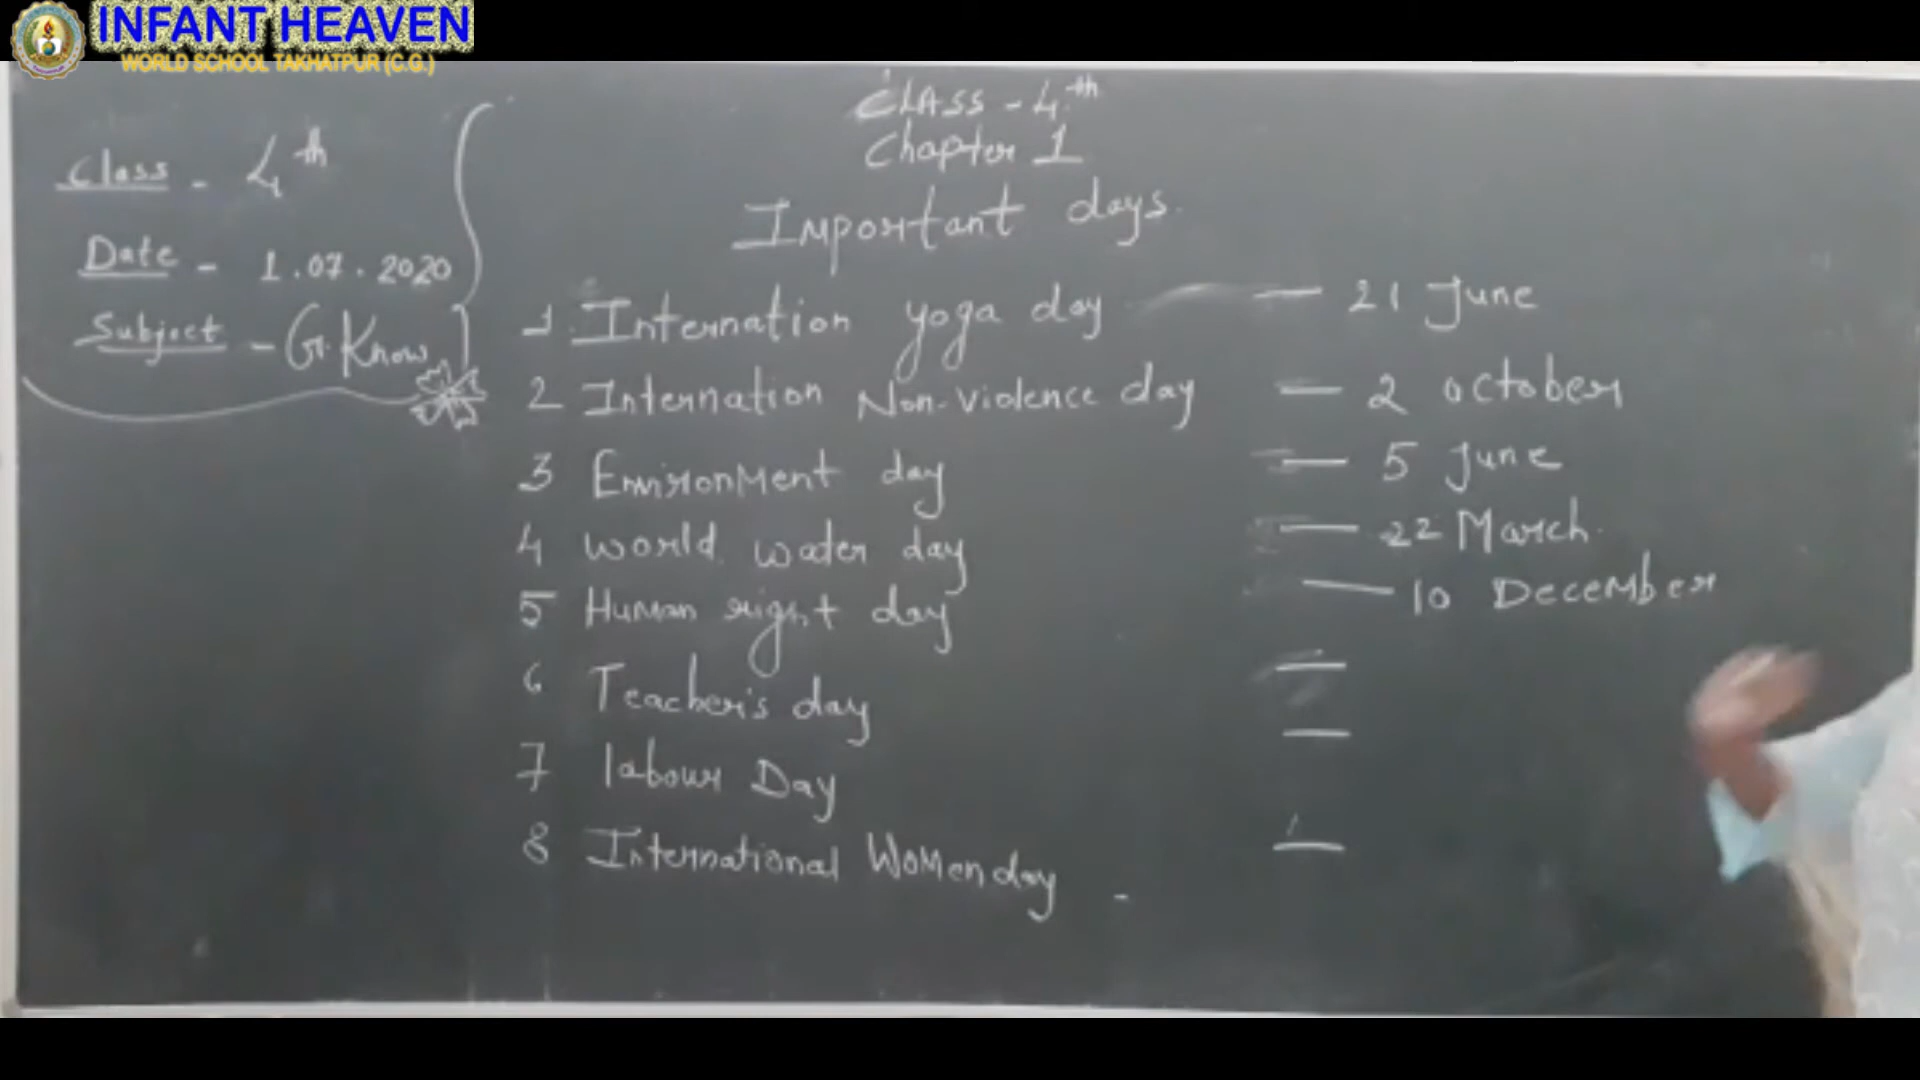 INFANT HEAVEN
WORLD SCHOOL TAKHATPUR (C.G.)
Class - 4th
Date - 1.07.2020
Subject - G.Know
CLASS - 4th
Chapter 1
Important days.
1. Internation yoga day — 21 June
2 Internation Non-violence day — 2 october
3 Environment day — 5 June
4 world water day — 22 March.
5 Human right day — 10 December
6 Teacher's day —
7 labour Day —
8 International Women day - —